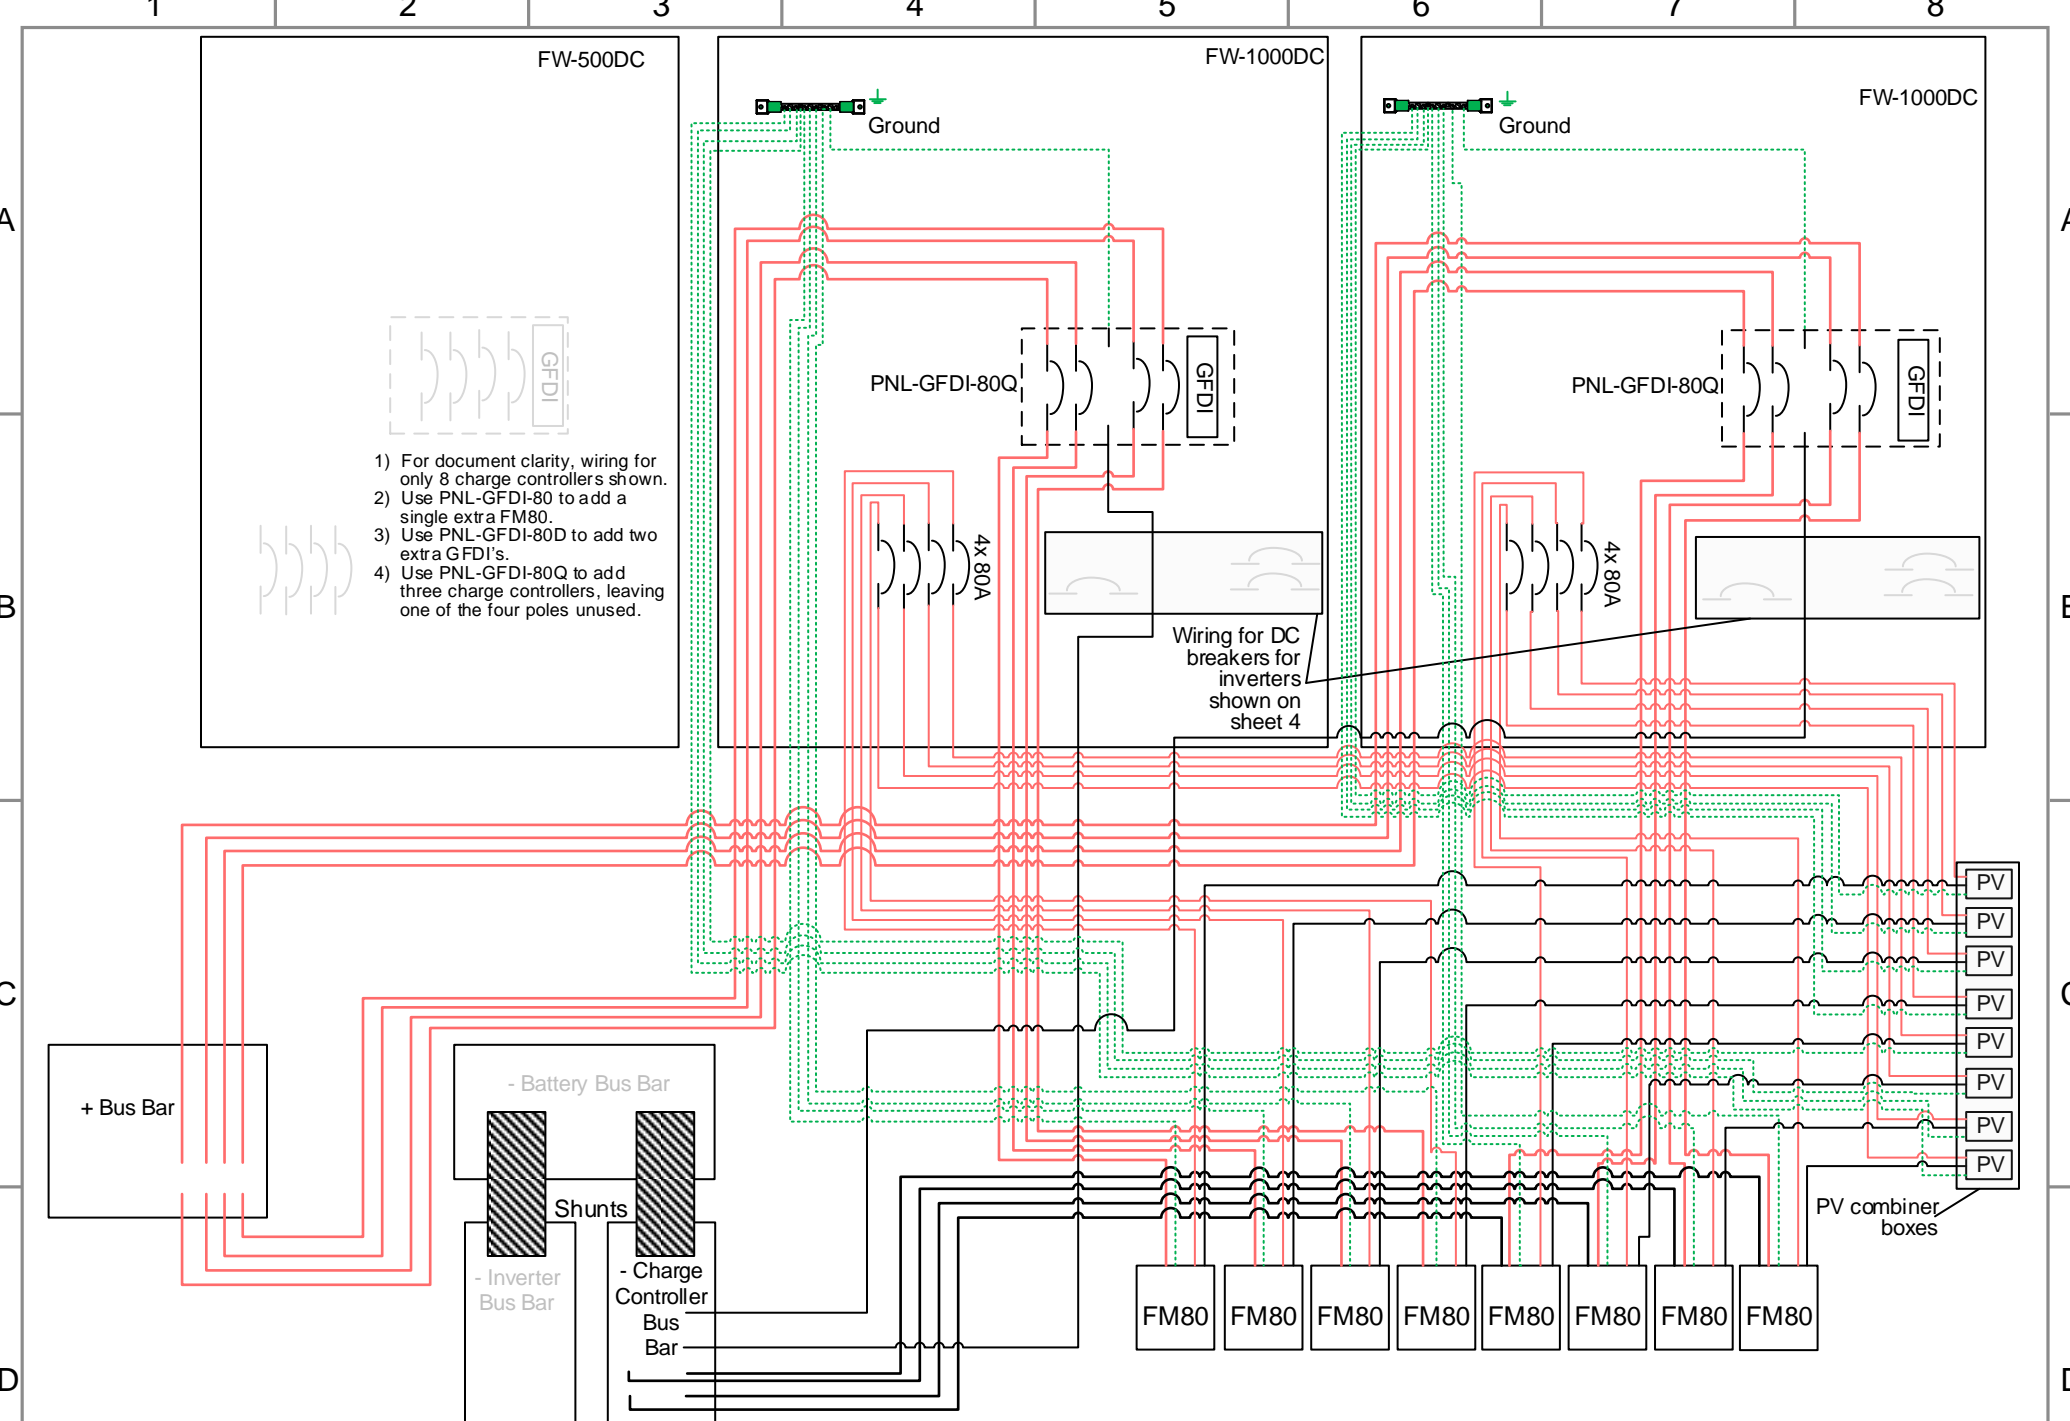 1 2 3 4 5 6 7 8
FW-500DC
FW-1000DC
FW-1000DC
Ground
Ground
A
A
PNL-GFDI-80Q
GFDI
PNL-GFDI-80Q
GFDI
GFDI
1) For document clarity, wiring for
only 8 charge controllers shown.
2) Use PNL-GFDI-80 to add a
single extra FM80.
3) Use PNL-GFDI-80D to add two
extra GFDI's.
4) Use PNL-GFDI-80Q to add
three charge controllers, leaving
one of the four poles unused.
4x 80A
4x 80A
B
Wiring for DC
breakers for
inverters
shown on
sheet 4
PV
PV
PV
PV
PV
PV
PV
PV
C
+ Bus Bar
- Battery Bus Bar
Shunts
PV combiner
boxes
- Inverter
Bus Bar
- Charge
Controller
Bus
Bar
FM80 FM80 FM80 FM80 FM80 FM80 FM80 FM80
D